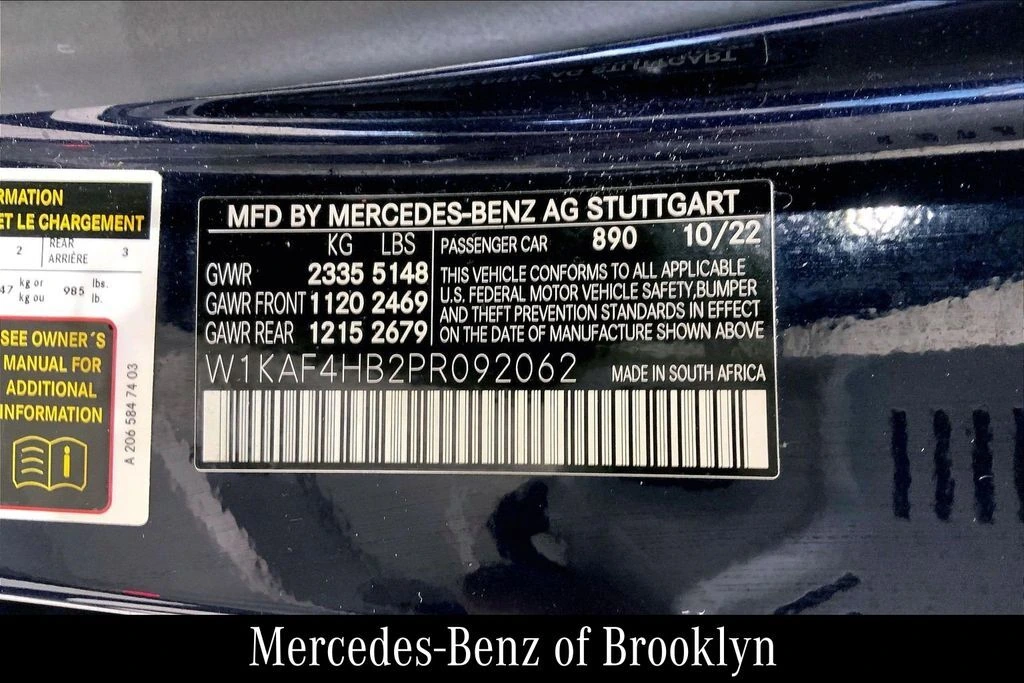 RMATION
ET LE CHARGEMENT
2 REAR 3
ARRIÈRE
47 kg or 985 lbs.
kg ou lb.
SEE OWNER´S
MANUAL FOR
ADDITIONAL
INFORMATION
i
A 206 584 74 03
MFD BY MERCEDES-BENZ AG STUTTGART
KG LBS
GVWR 2335 5148
GAWR FRONT 1120 2469
GAWR REAR 1215 2679
PASSENGER CAR 890 10/22
THIS VEHICLE CONFORMS TO ALL APPLICABLE
U.S. FEDERAL MOTOR VEHICLE SAFETY,BUMPER
AND THEFT PREVENTION STANDARDS IN EFFECT
ON THE DATE OF MANUFACTURE SHOWN ABOVE
W1KAF4HB2PR092062 MADE IN SOUTH AFRICA
Mercedes-Benz of Brooklyn